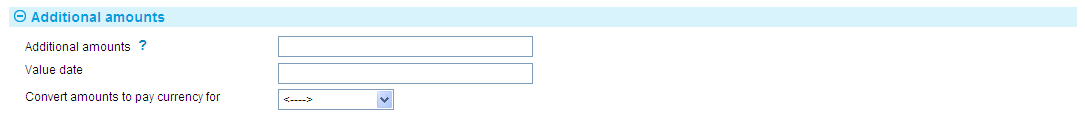 Additional amounts
Additional amounts ?
Value date
Convert amounts to pay currency for <---->